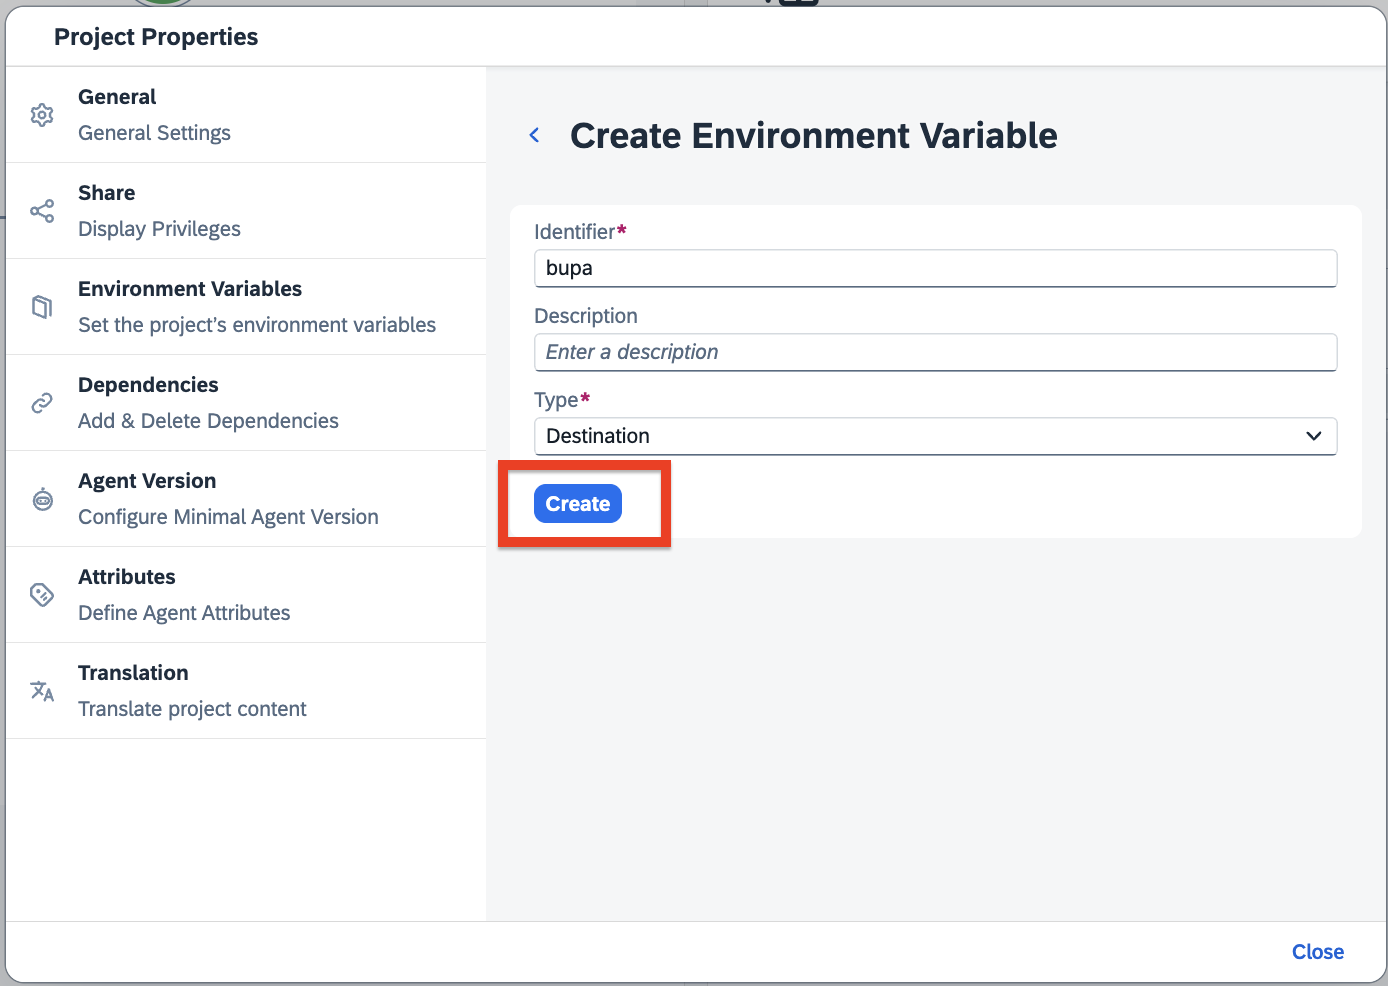 Project Properties
General
General Settings
Share
Display Privileges
Environment Variables
Set the project's environment variables
Dependencies
Add & Delete Dependencies
Agent Version
Configure Minimal Agent Version
Attributes
Define Agent Attributes
Translation
Translate project content
Create Environment Variable
Identifier*
bupa
Description
Enter a description
Type*
Destination
Create
Close